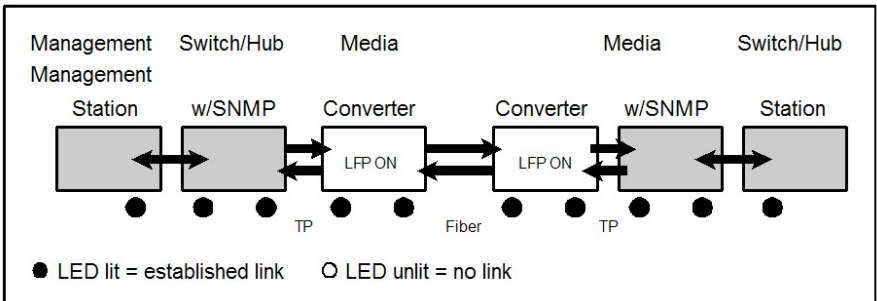 Management Switch/Hub Media Media Switch/Hub
Management
Station w/SNMP Converter Converter w/SNMP Station
LFP ON LFP ON
TP Fiber TP
LED lit = established link LED unlit = no link